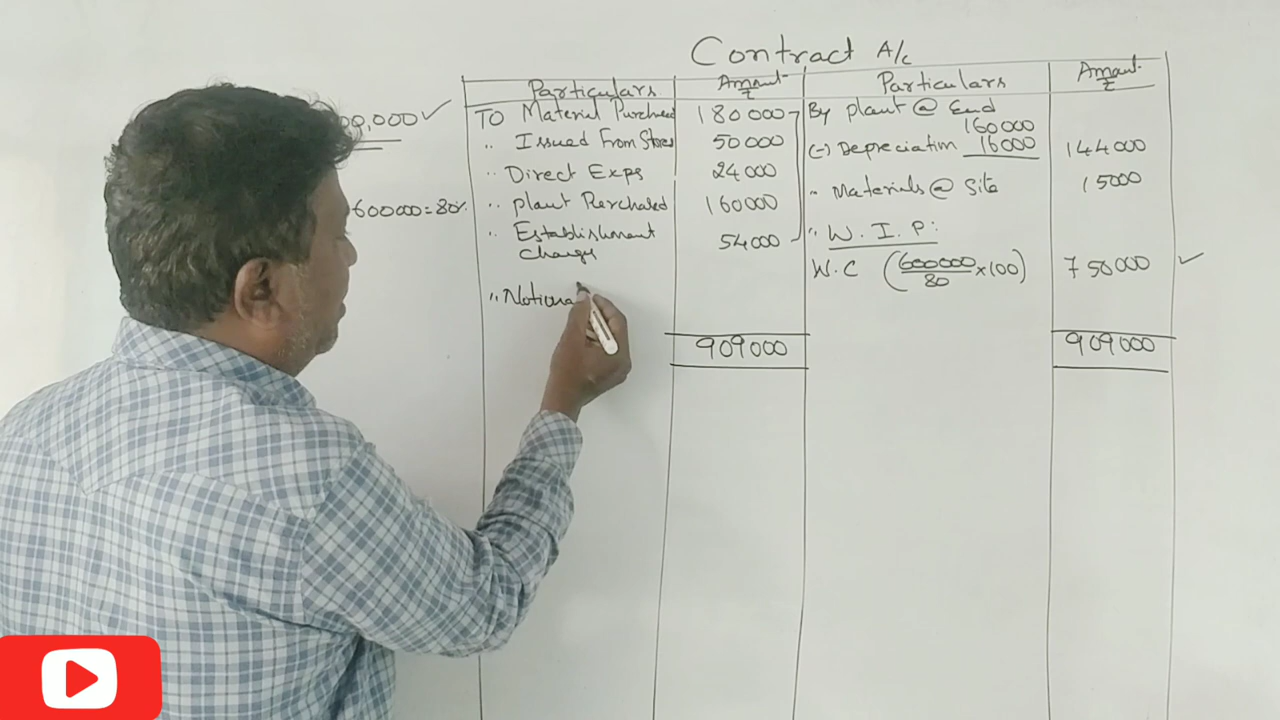 Contract A/c
Particulars Amount ₹ Particulars Amount ₹
00,000 ✓
TO Material Purchased 180000 By plant @ End
160000
" Issued From Stores 50000 (-) Depreciation 16000 144000
" Direct Exps 24000 " Materials @ Site 15000
600000 = 80% " plant Purchased 160000
" Establishment charges 54000 " W. I. P:
W.C (600000/80 × 100) 750000 ✓
" Notiona
909000 909000